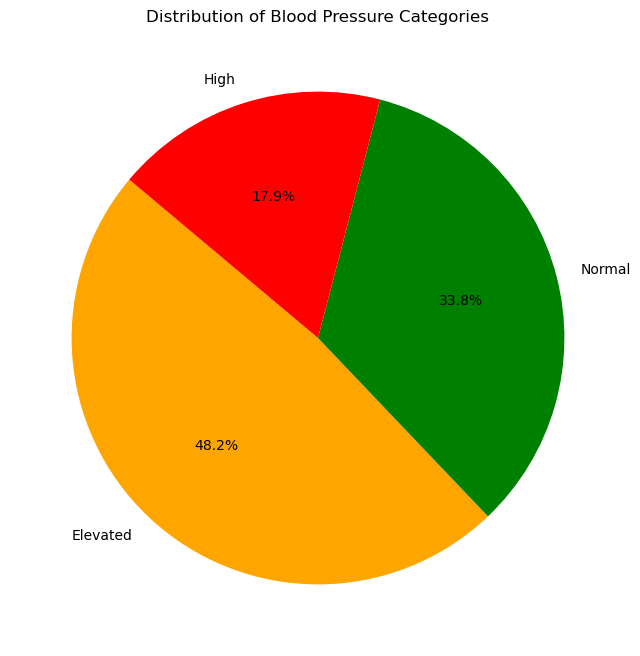 Distribution of Blood Pressure Categories
High
17.9%
Normal
33.8%
48.2%
Elevated